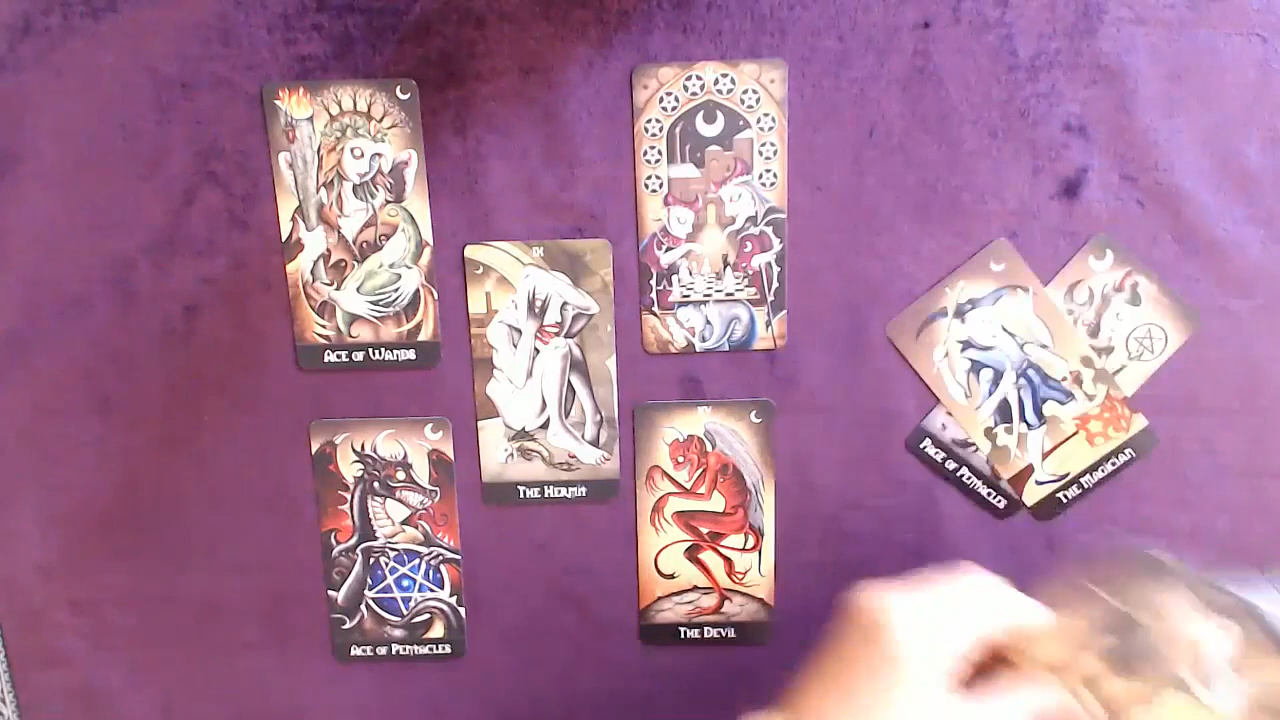 Ace of Wands
IX
The Hermit
Ace of Pentacles
XV
The Devil
Page of Pentacles
The Magician